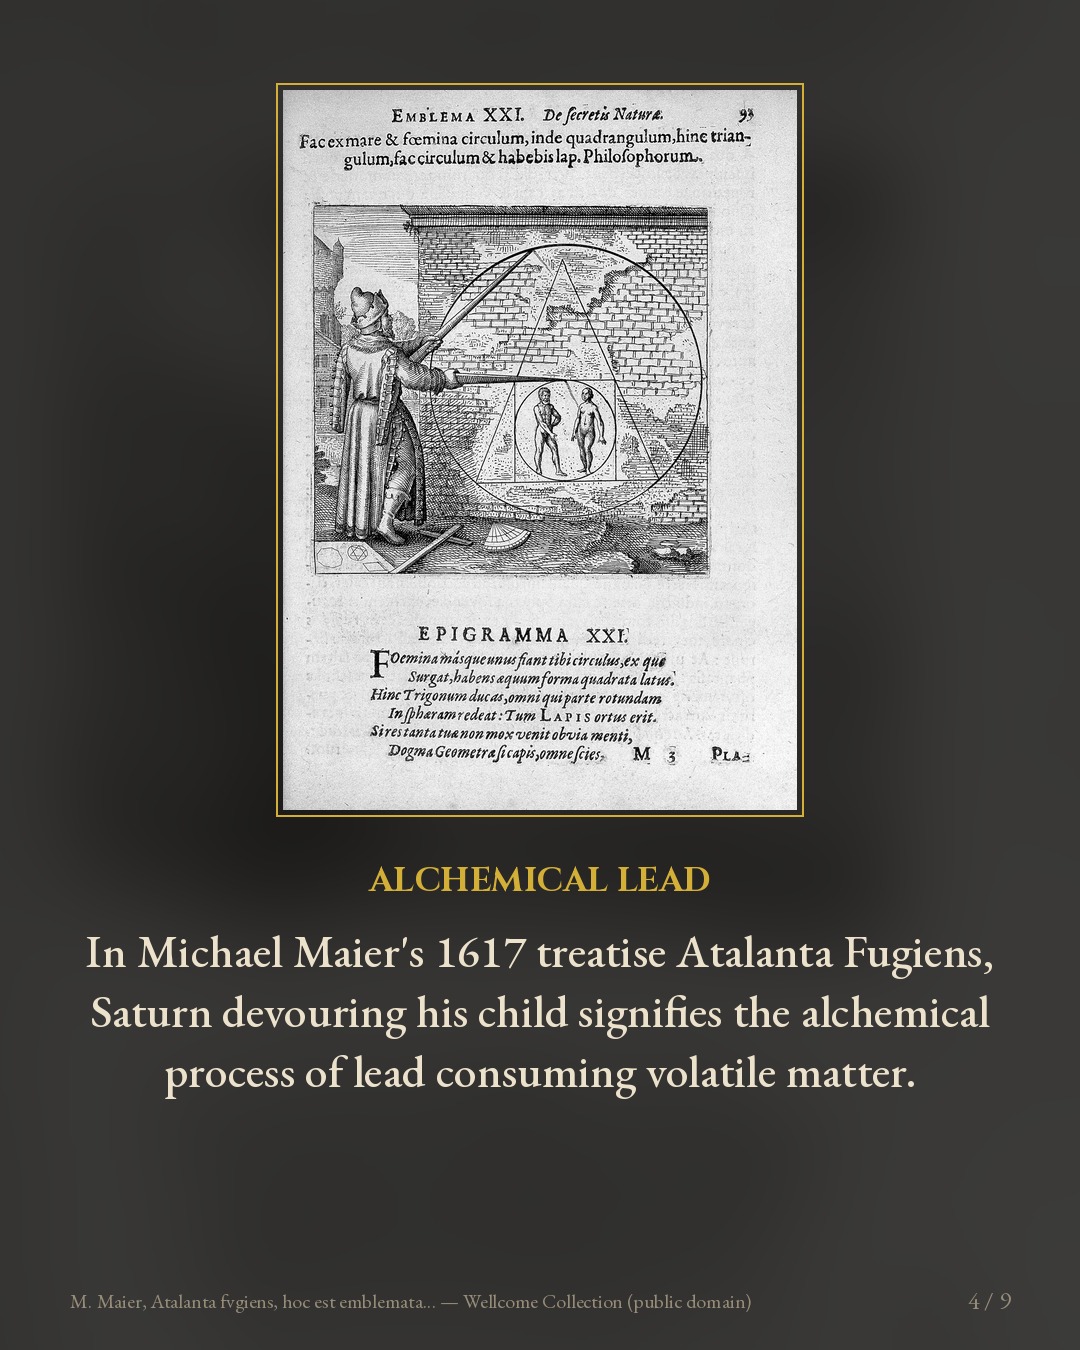 EMBLEMA XXI. De ſecretis Naturæ. 93
Fac ex mare & fœmina circulum, inde quadrangulum, hinc trian-
gulum, fac circulum & habebis lap. Philoſophorum.
EPIGRAMMA XXI.
FOemina másque unus fiant tibi circulus, ex quo
Surgat, habens æquum forma quadrata latus.
Hinc Trigonum ducas, omni qui parte rotundam
In ſphæram redeat: Tum LAPIS ortus erit.
Si res tanta tuæ non mox venit obvia menti,
Dogma Geometræ ſi capis, omne ſcies.
M 3 PLA-
ALCHEMICAL LEAD
In Michael Maier's 1617 treatise Atalanta Fugiens,
Saturn devouring his child signifies the alchemical
process of lead consuming volatile matter.
M. Maier, Atalanta fvgiens, hoc est emblemata... — Wellcome Collection (public domain) 4 / 9